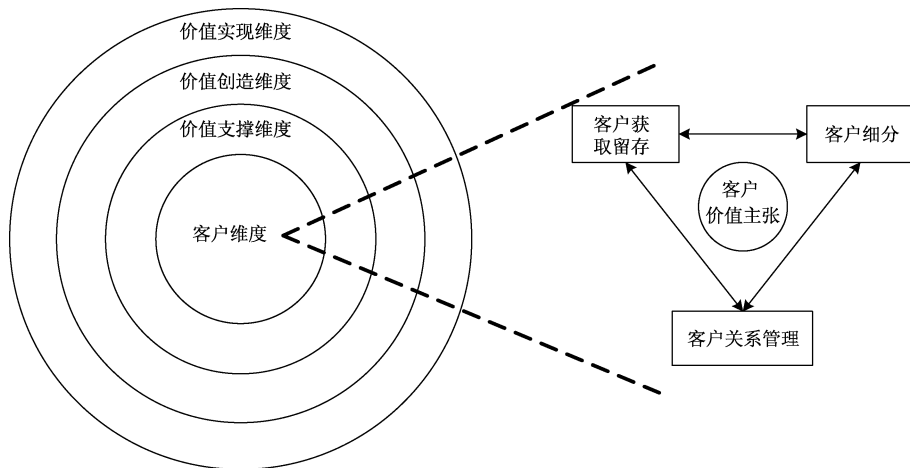 价值实现维度
价值创造维度
价值支撑维度
客户维度
客户获
取留存
客户细分
客户
价值主张
客户关系管理